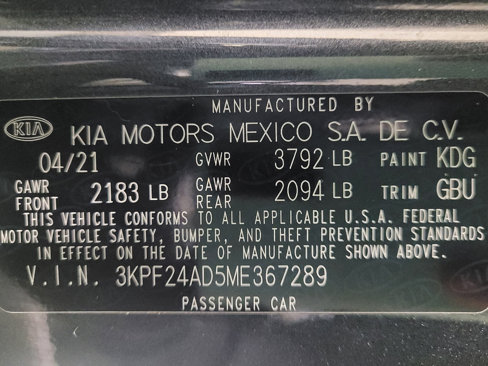 MANUFACTURED BY
KIA KIA MOTORS MEXICO S.A. DE C.V.
04/21 GVWR 3792 LB PAINT KDG
GAWR FRONT 2183 LB GAWR REAR 2094 LB TRIM GBU
THIS VEHICLE CONFORMS TO ALL APPLICABLE U.S.A. FEDERAL
MOTOR VEHICLE SAFETY, BUMPER, AND THEFT PREVENTION STANDARDS
IN EFFECT ON THE DATE OF MANUFACTURE SHOWN ABOVE.
V.I.N. 3KPF24AD5ME367289
PASSENGER CAR